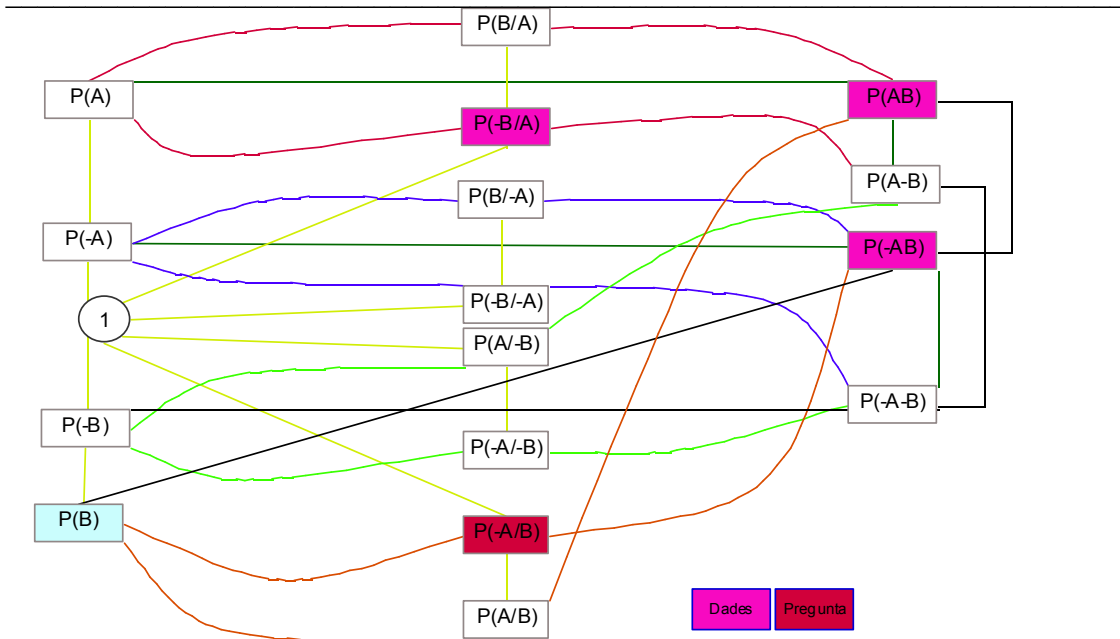 P(B/A)
P(A)
P(AB)
P(-B/A)
P(A-B)
P(B/-A)
P(-A)
P(-AB)
P(-B/-A)
1
P(A/-B)
P(-A-B)
P(-B)
P(-A/-B)
P(B)
P(-A/B)
P(A/B)
Dades
Pregunta